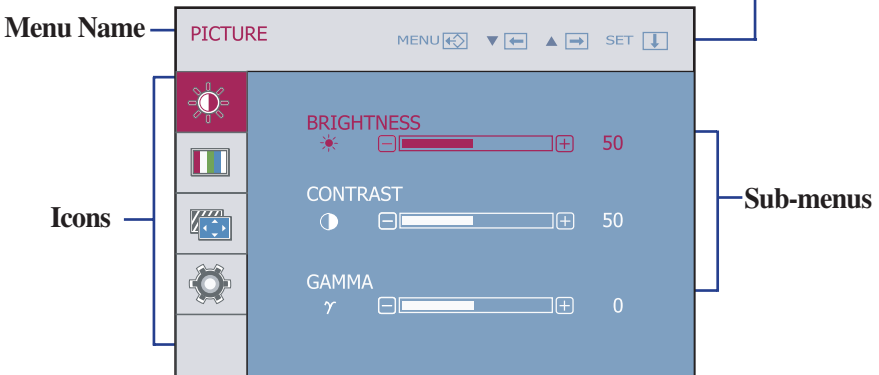 Menu Name
PICTURE
MENU
SET
BRIGHTNESS
50
CONTRAST
50
Sub-menus
Icons
GAMMA
γ
0